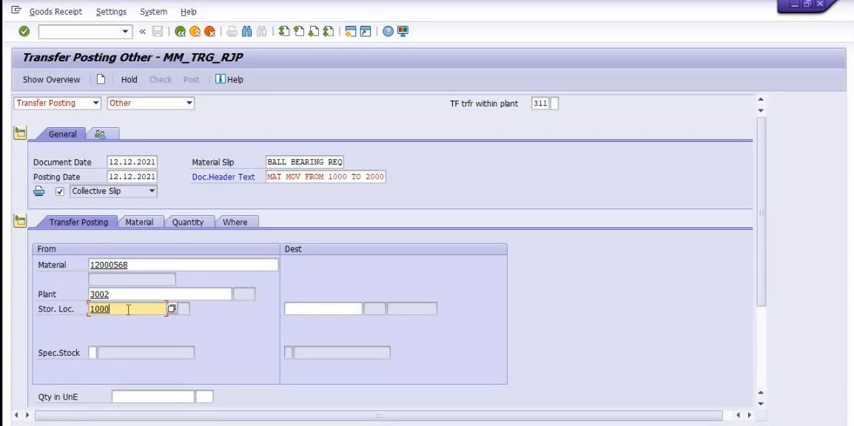 Goods Receipt Settings System Help
Transfer Posting Other - MM_TRG_RJP
Show Overview Hold Check Post Help
Transfer Posting Other TF trfr within plant 311
General
Document Date 12.12.2021 Material Slip BALL BEARING REQ
Posting Date 12.12.2021 Doc.Header Text MAT MOV FROM 1000 TO 2000
Collective Slip
Transfer Posting Material Quantity Where
From Dest
Material 12000568
Plant 3002
Stor. Loc. 1000
Spec.Stock
Qty in UnE